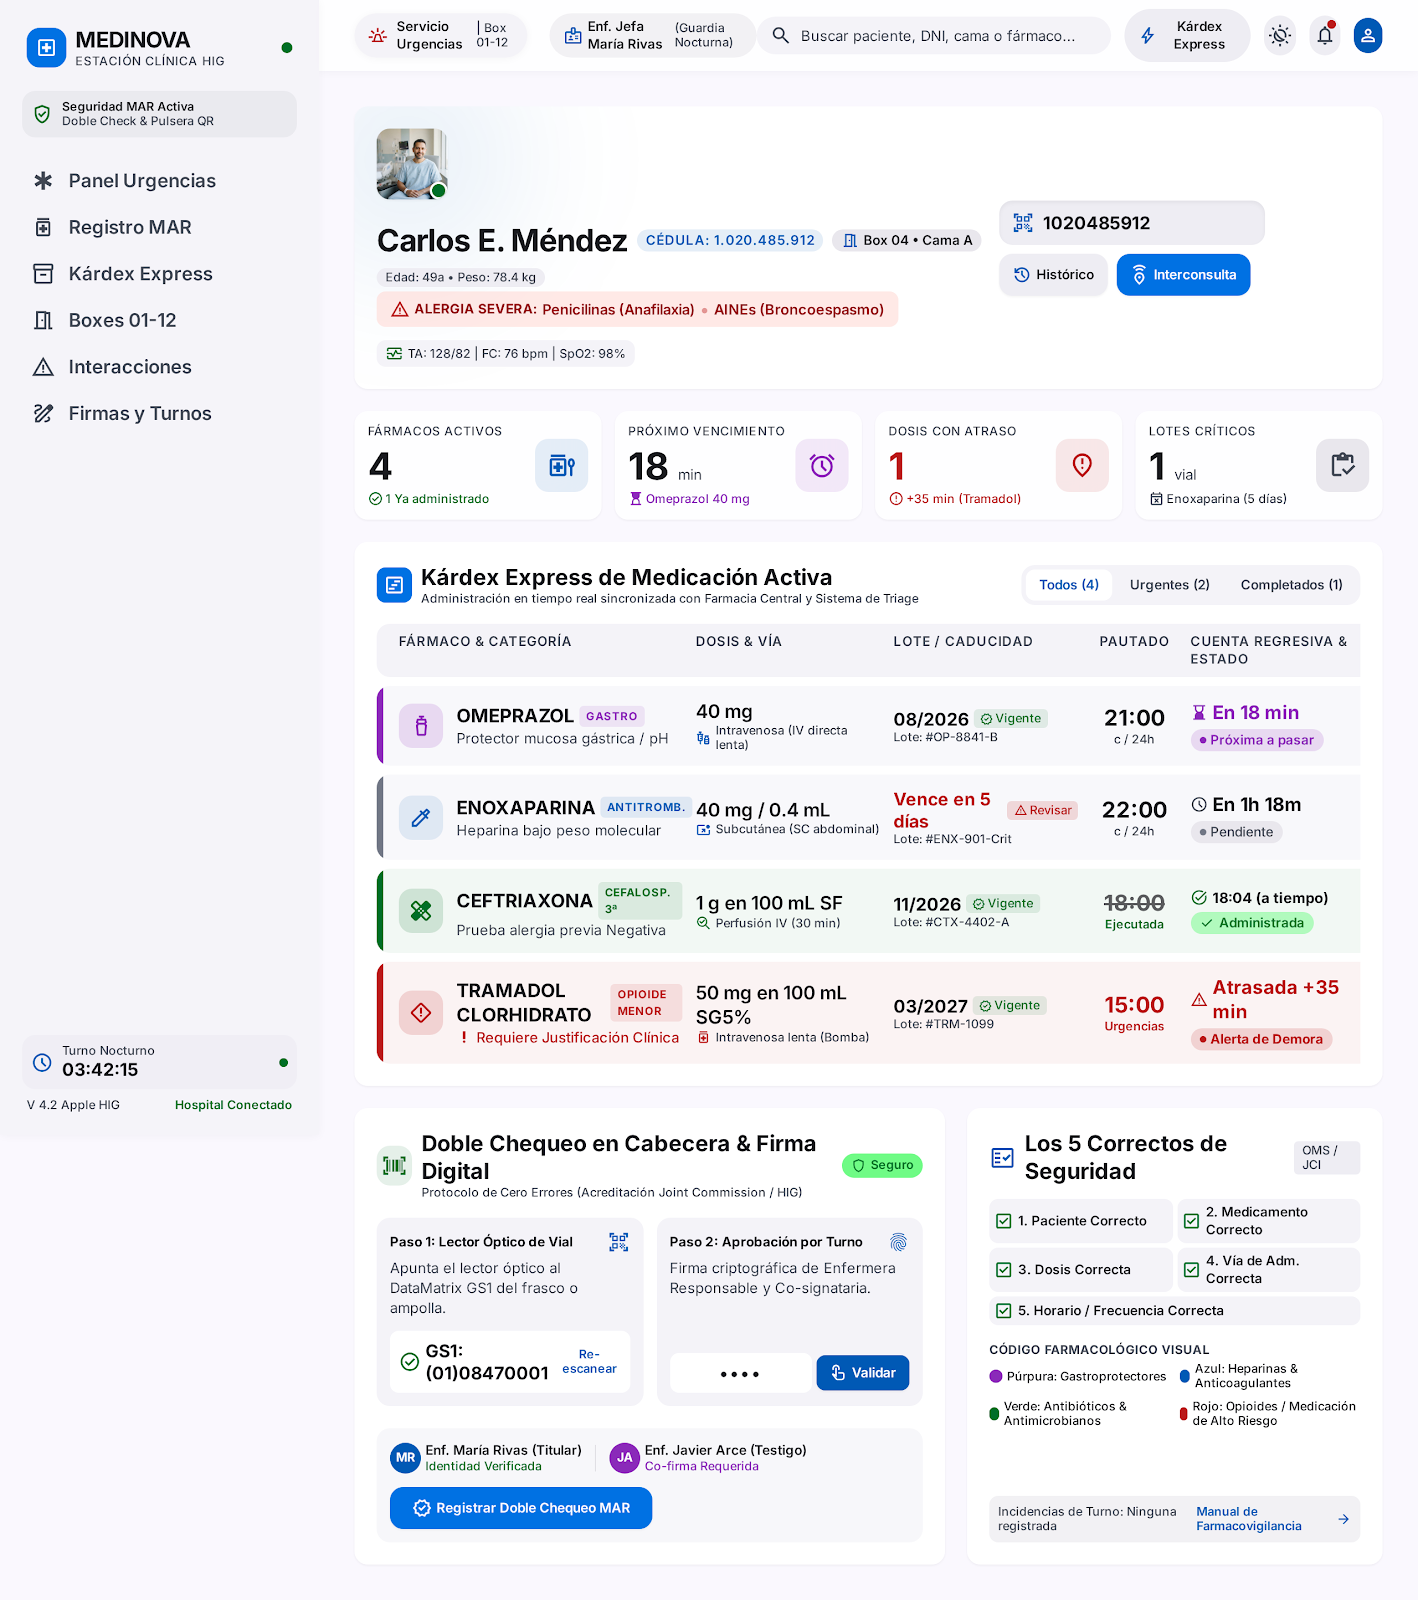 MEDINOVA
ESTACIÓN CLÍNICA HIG
Seguridad MAR Activa
Doble Check & Pulsera QR
Panel Urgencias
Registro MAR
Kárdex Express
Boxes 01-12
Interacciones
Firmas y Turnos
Turno Nocturno
03:42:15
V 4.2 Apple HIG
Hospital Conectado
Servicio Urgencias
| Box 01-12
Enf. Jefa María Rivas
(Guardia Nocturna)
Buscar paciente, DNI, cama o fármaco...
Kárdex Express
Carlos E. Méndez
CÉDULA: 1.020.485.912
Box 04 • Cama A
Edad: 49a • Peso: 78.4 kg
ALERGIA SEVERA: Penicilinas (Anafilaxia) • AINEs (Broncoespasmo)
TA: 128/82 | FC: 76 bpm | SpO2: 98%
1020485912
Histórico
Interconsulta
FÁRMACOS ACTIVOS
4
1 Ya administrado
PRÓXIMO VENCIMIENTO
18 min
Omeprazol 40 mg
DOSIS CON ATRASO
1
+35 min (Tramadol)
LOTES CRÍTICOS
1 vial
Enoxaparina (5 días)
Kárdex Express de Medicación Activa
Administración en tiempo real sincronizada con Farmacia Central y Sistema de Triage
Todos (4)
Urgentes (2)
Completados (1)
FÁRMACO & CATEGORÍA
DOSIS & VÍA
LOTE / CADUCIDAD
PAUTADO
CUENTA REGRESIVA &
ESTADO
OMEPRAZOL
GASTRO
Protector mucosa gástrica / pH
40 mg
Intravenosa (IV directa
lenta)
08/2026
Vigente
Lote: #OP-8841-B
21:00
c / 24h
En 18 min
• Próxima a pasar
ENOXAPARINA
ANTITROMB.
Heparina bajo peso molecular
40 mg / 0.4 mL
Subcutánea (SC abdominal)
Vence en 5
días
Revisar
Lote: #ENX-901-Crit
22:00
c / 24h
En 1h 18m
• Pendiente
CEFTRIAXONA
CEFALOSP.
3ª
Prueba alergia previa Negativa
1 g en 100 mL SF
Perfusión IV (30 min)
11/2026
Vigente
Lote: #CTX-4402-A
18:00
Ejecutada
18:04 (a tiempo)
Administrada
TRAMADOL
CLORHIDRATO
OPIOIDE
MENOR
Requiere Justificación Clínica
50 mg en 100 mL
SG5%
Intravenosa lenta (Bomba)
03/2027
Vigente
Lote: #TRM-1099
15:00
Urgencias
Atrasada +35
min
• Alerta de Demora
Doble Chequeo en Cabecera & Firma
Digital
Protocolo de Cero Errores (Acreditación Joint Commission / HIG)
Seguro
Paso 1: Lector Óptico de Vial
Apunta el lector óptico al
DataMatrix GS1 del frasco o
ampolla.
GS1:
(01)08470001
Re-
escanear
Paso 2: Aprobación por Turno
Firma criptográfica de Enfermera
Responsable y Co-signataria.
••••
Validar
MR
Enf. María Rivas (Titular)
Identidad Verificada
JA
Enf. Javier Arce (Testigo)
Co-firma Requerida
Registrar Doble Chequeo MAR
Los 5 Correctos de
Seguridad
OMS /
JCI
1. Paciente Correcto
2. Medicamento
Correcto
3. Dosis Correcta
4. Vía de Adm.
Correcta
5. Horario / Frecuencia Correcta
CÓDIGO FARMACOLÓGICO VISUAL
Púrpura: Gastroprotectores
Azul: Heparinas &
Anticoagulantes
Verde: Antibióticos &
Antimicrobianos
Rojo: Opioides / Medicación
de Alto Riesgo
Incidencias de Turno: Ninguna
registrada
Manual de
Farmacovigilancia